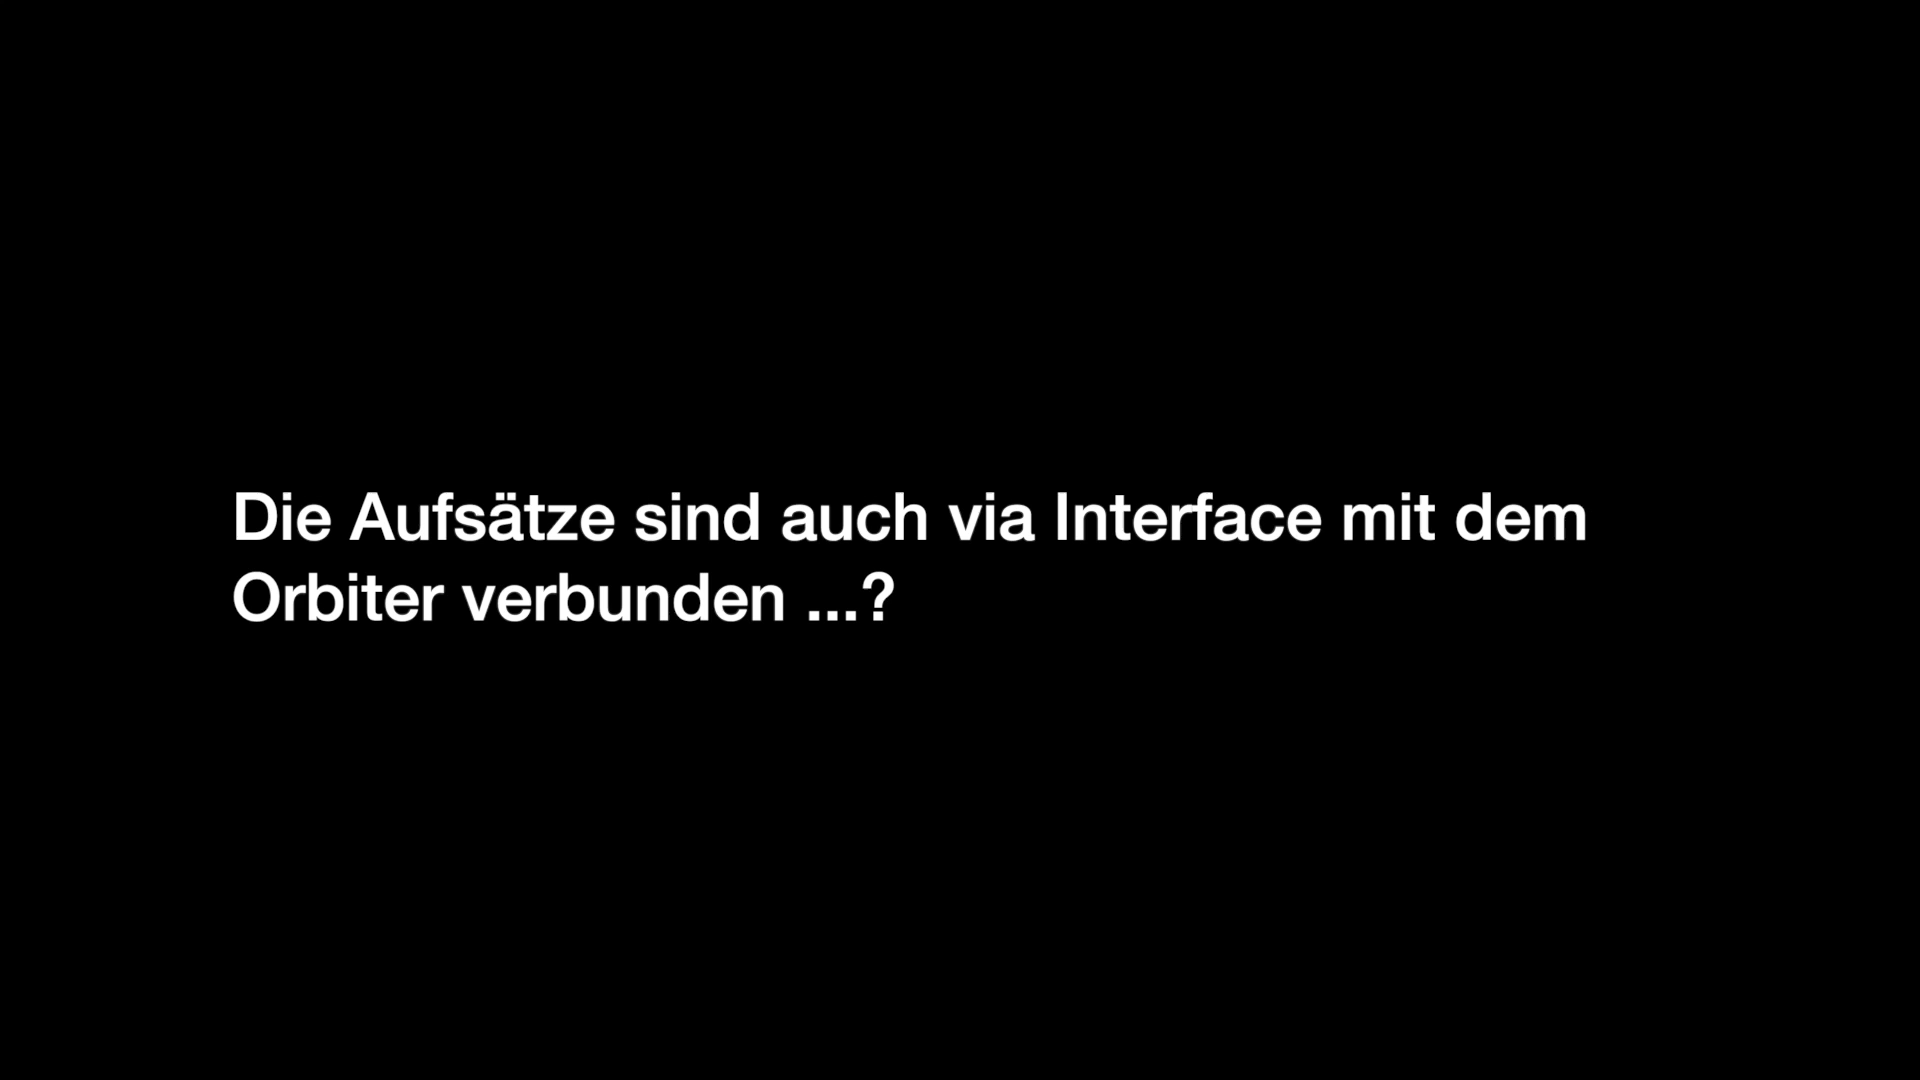 Die Aufsätze sind auch via Interface mit dem
Orbiter verbunden ...?